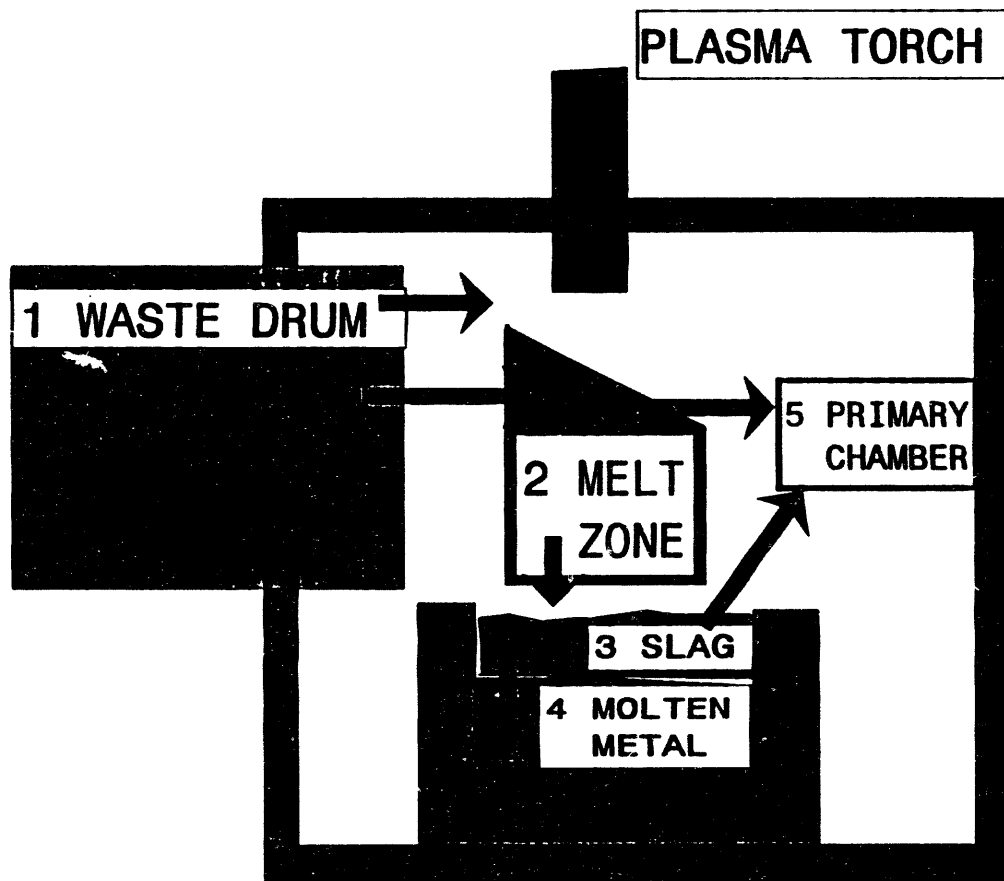 PLASMA TORCH
1 WASTE DRUM
5 PRIMARY
CHAMBER
2 MELT
ZONE
3 SLAG
4 MOLTEN
METAL